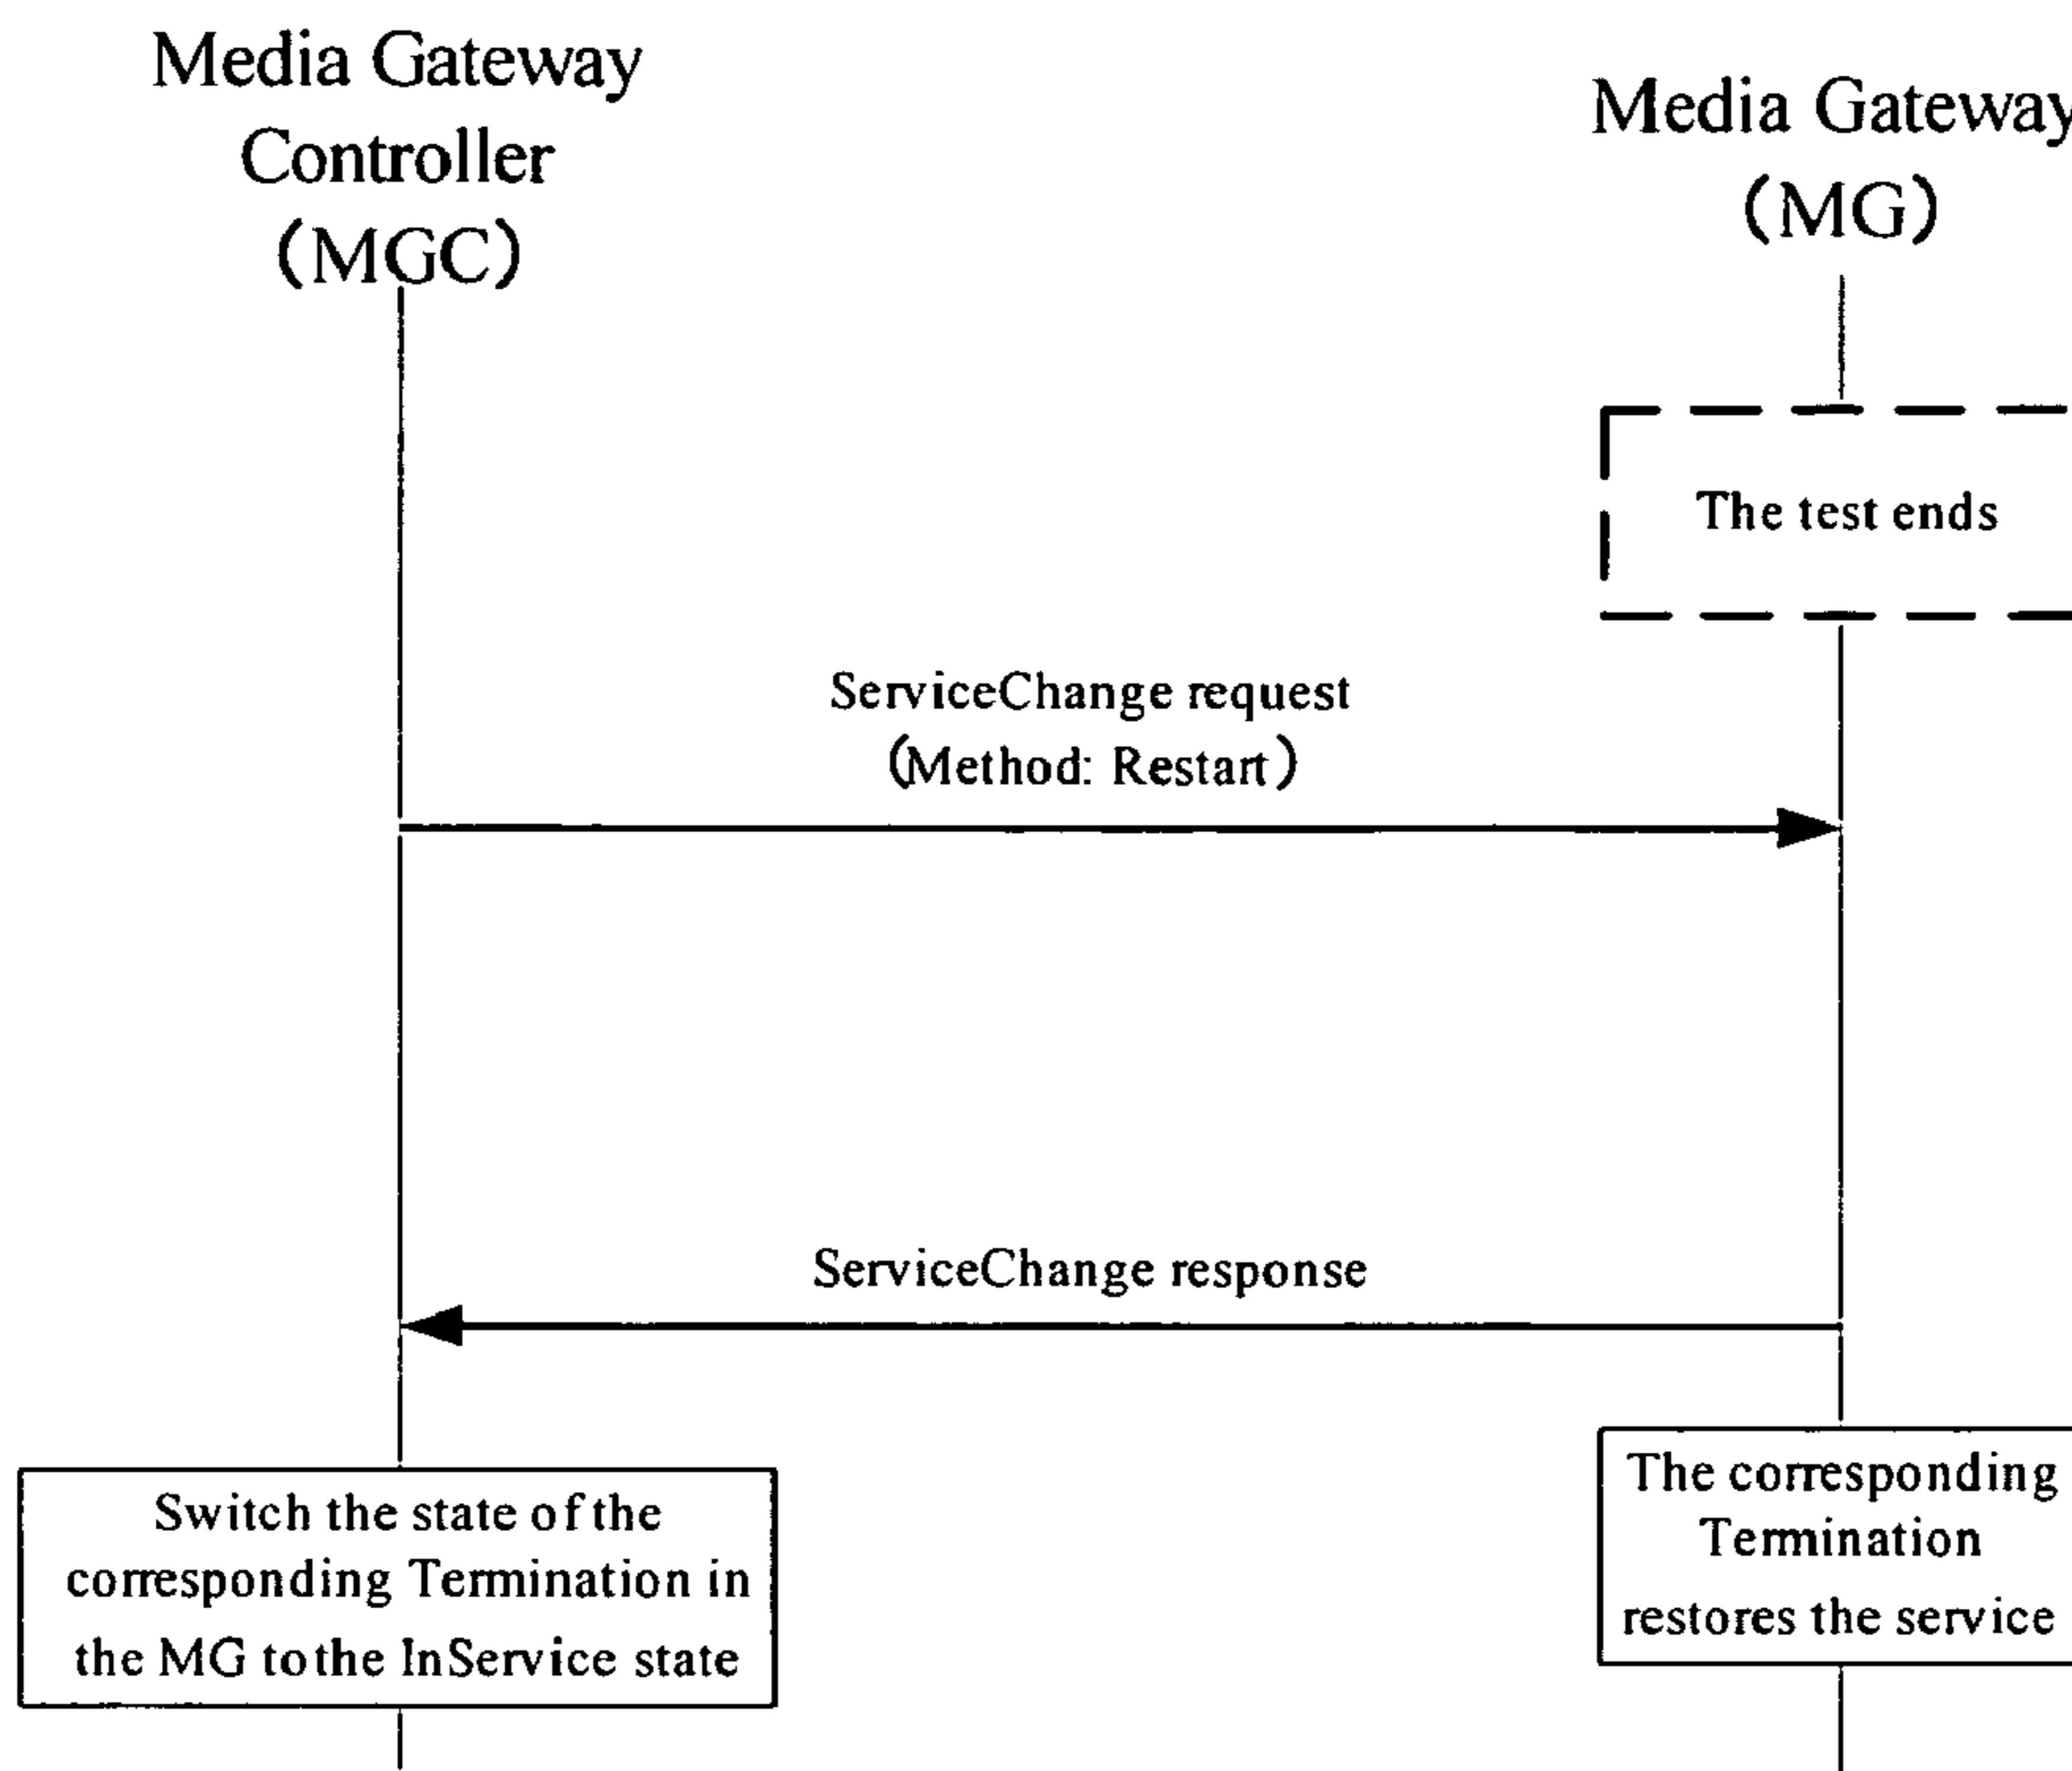 Media Gateway
Controller
(MGC)
Media Gateway
(MG)
The test ends
ServiceChange request
(Method: Restart)
ServiceChange response
Switch the state of the
corresponding Termination in
the MG to the InService state
The corresponding
Termination
restores the service